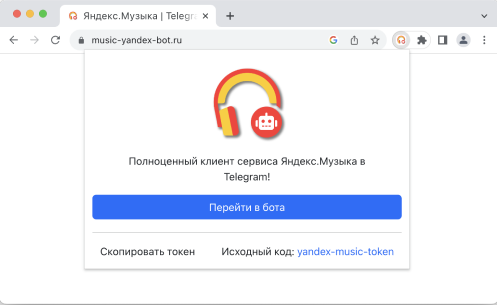 Яндекс.Музыка | Telegra
music-yandex-bot.ru
Полноценный клиент сервиса Яндекс.Музыка в
Telegram!
Перейти в бота
Скопировать токен
Исходный код: yandex-music-token